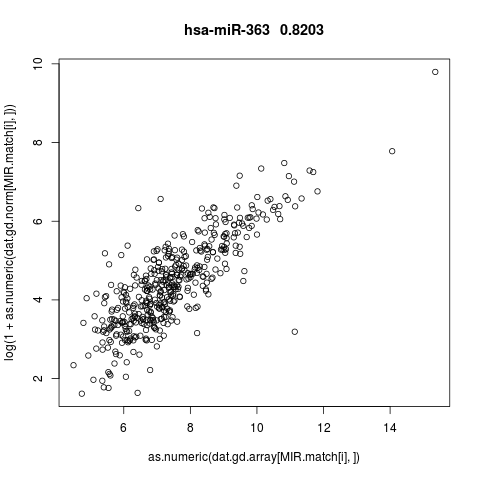 hsa-miR-363 0.8203
log(1 + as.numeric(dat.gd.norm[MIR.match[i], ]))
10
8
6
4
2
6 8 10 12 14
as.numeric(dat.gd.array[MIR.match[i], ])